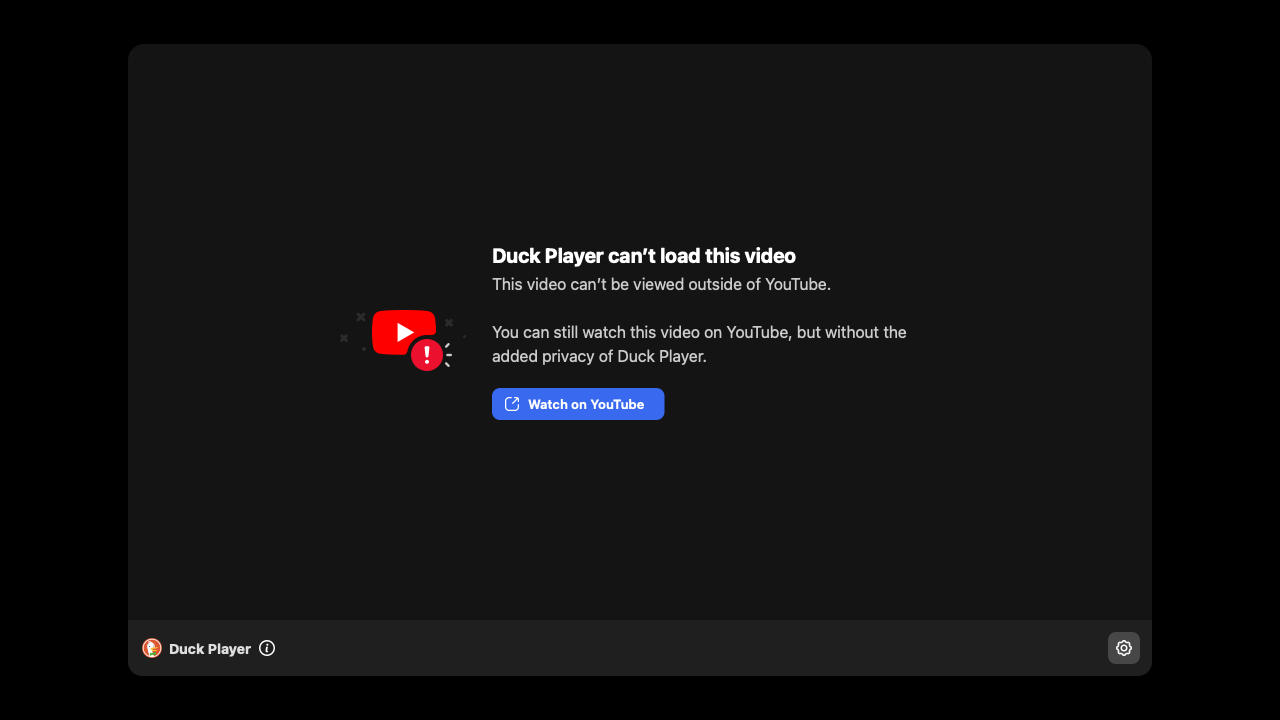 Duck Player can’t load this video
This video can’t be viewed outside of YouTube.
You can still watch this video on YouTube, but without the
added privacy of Duck Player.
Watch on YouTube
Duck Player